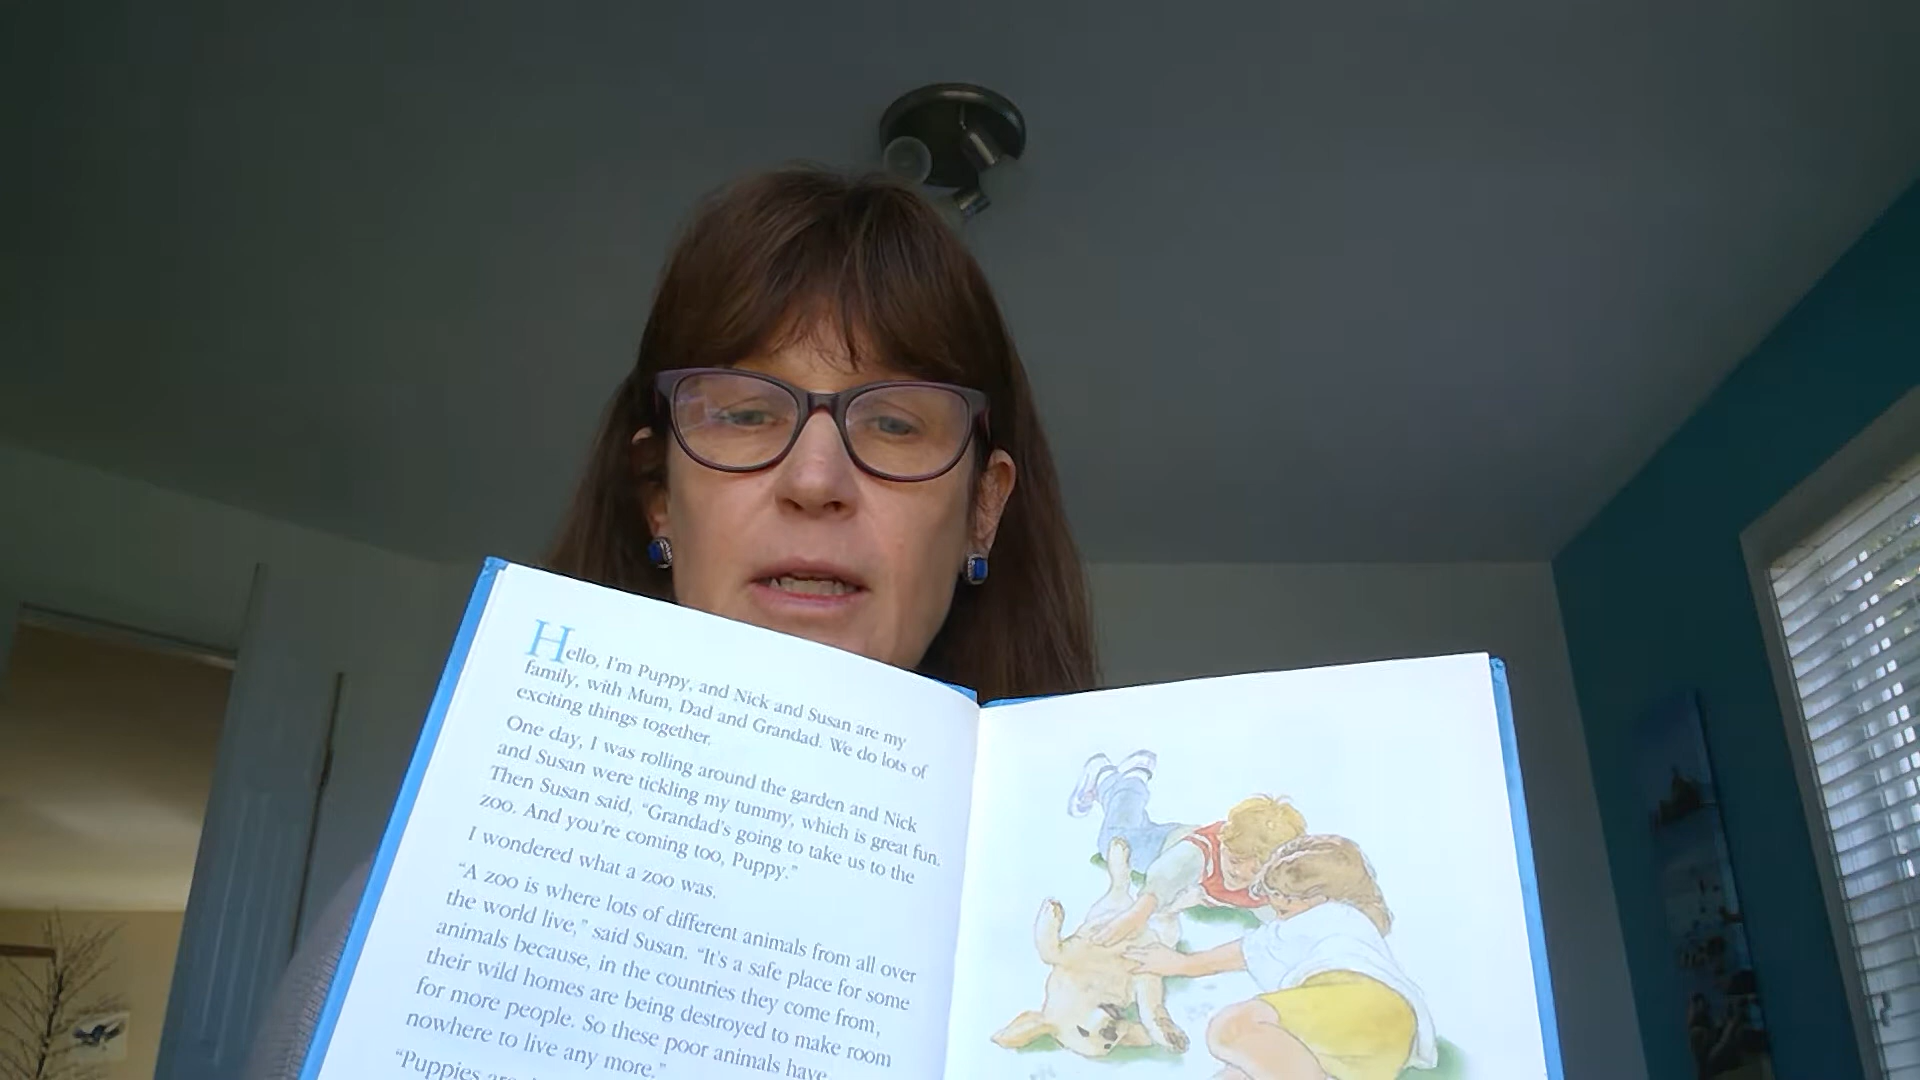 Hello, I'm Puppy, and Nick and Susan are my
family, with Mum, Dad and Grandad. We do lots of
exciting things together.
One day, I was rolling around the garden and Nick
and Susan were tickling my tummy, which is great fun.
Then Susan said, “Grandad's going to take us to the
zoo. And you're coming too, Puppy.”
I wondered what a zoo was.
“A zoo is where lots of different animals from all over
the world live,” said Susan. “It's a safe place for some
animals because, in the countries they come from,
their wild homes are being destroyed to make room
for more people. So these poor animals have
nowhere to live any more.”
“Puppies